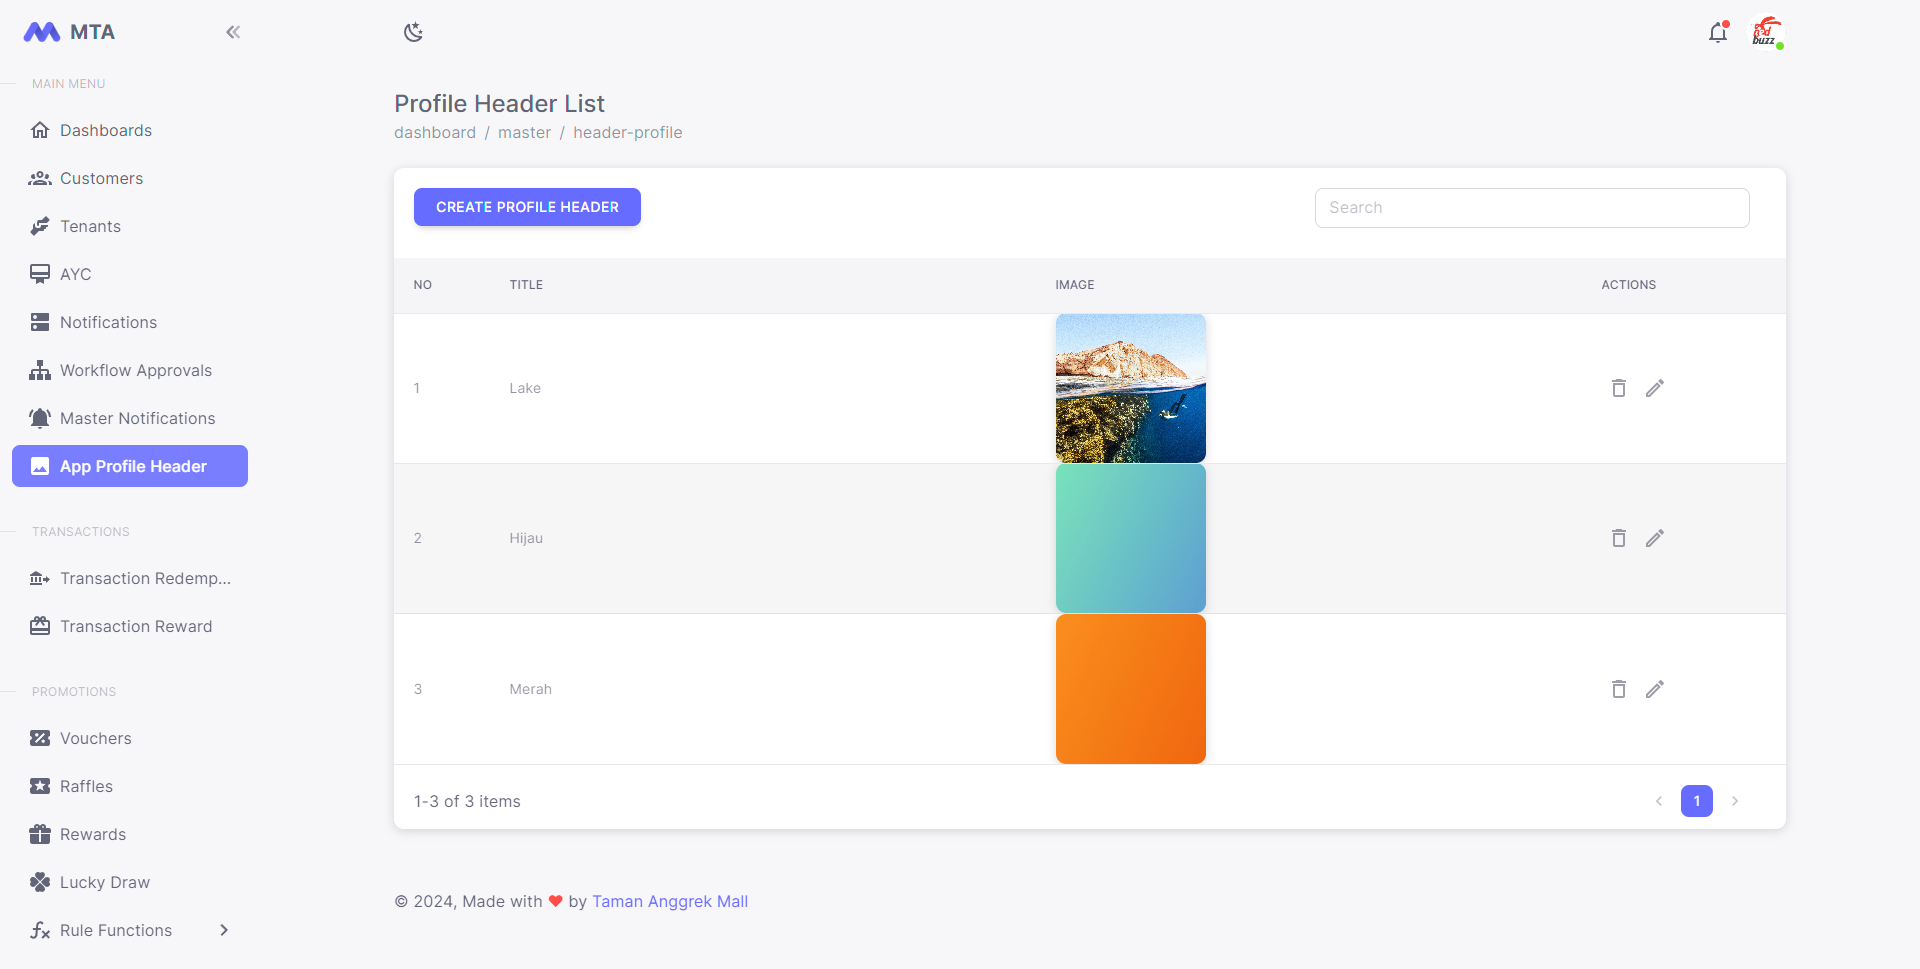 MTA
MAIN MENU
Dashboards
Customers
Tenants
AYC
Notifications
Workflow Approvals
Master Notifications
App Profile Header
TRANSACTIONS
Transaction Redemp...
Transaction Reward
PROMOTIONS
Vouchers
Raffles
Rewards
Lucky Draw
Rule Functions
red
buzz
Profile Header List
dashboard / master / header-profile
CREATE PROFILE HEADER
Search
NO TITLE IMAGE ACTIONS
1 Lake
2 Hijau
3 Merah
1-3 of 3 items
1
© 2024, Made with ❤ by Taman Anggrek Mall